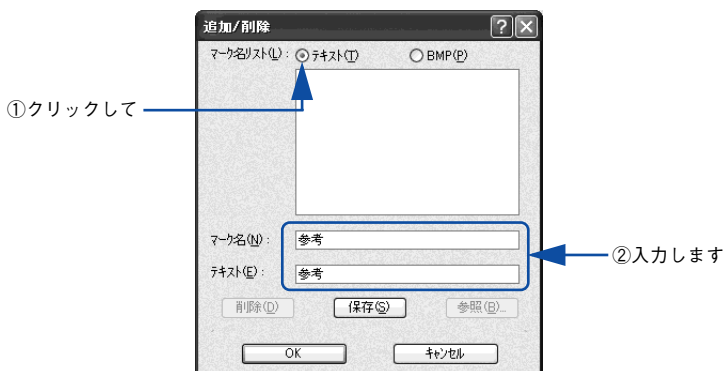 追加/削除
マーク名リスト(L): テキスト(T) BMP(P)
①クリックして
マーク名(N): 参考
②入力します
テキスト(E): 参考
削除(D) 保存(S) 参照(B)...
OK キャンセル